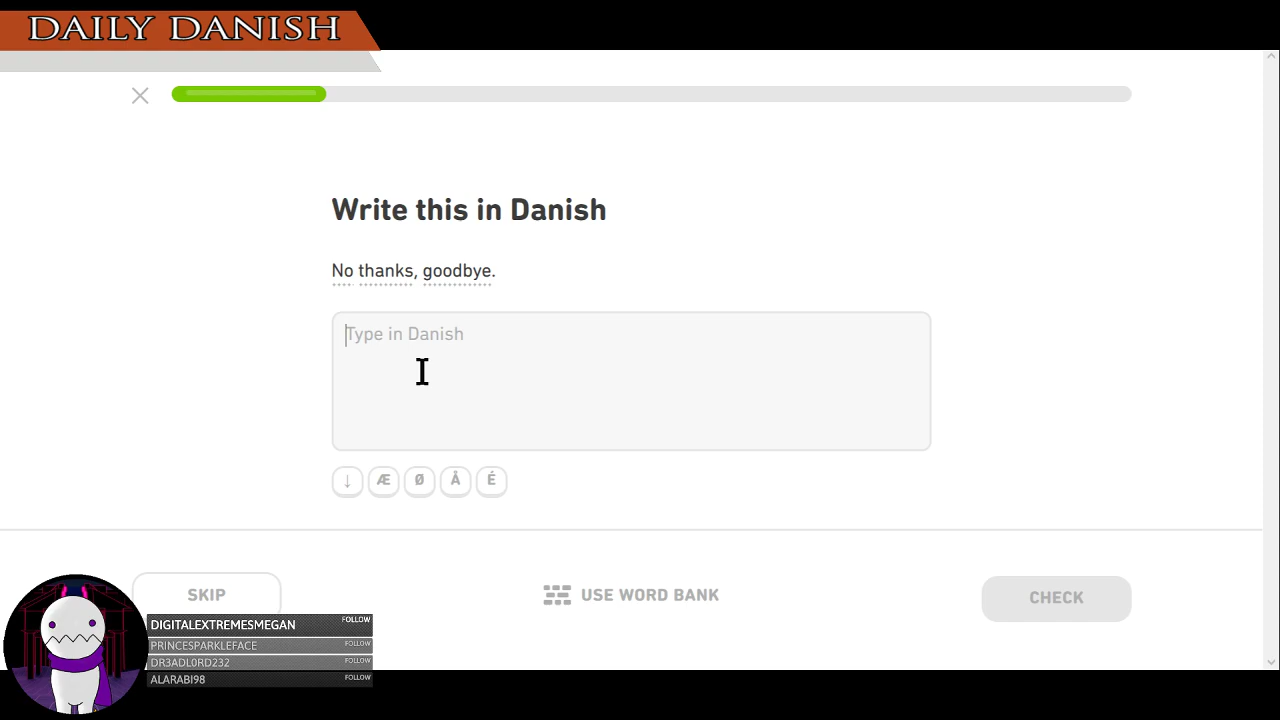 DAILY DANISH
Write this in Danish
No thanks, goodbye.
Type in Danish
↓ Æ Ø Å É
SKIP
USE WORD BANK
CHECK
DIGITALEXTREMESMEGAN FOLLOW
PRINCESPARKLEFACE FOLLOW
DR3ADL0RD232 FOLLOW
ALARABI98 FOLLOW